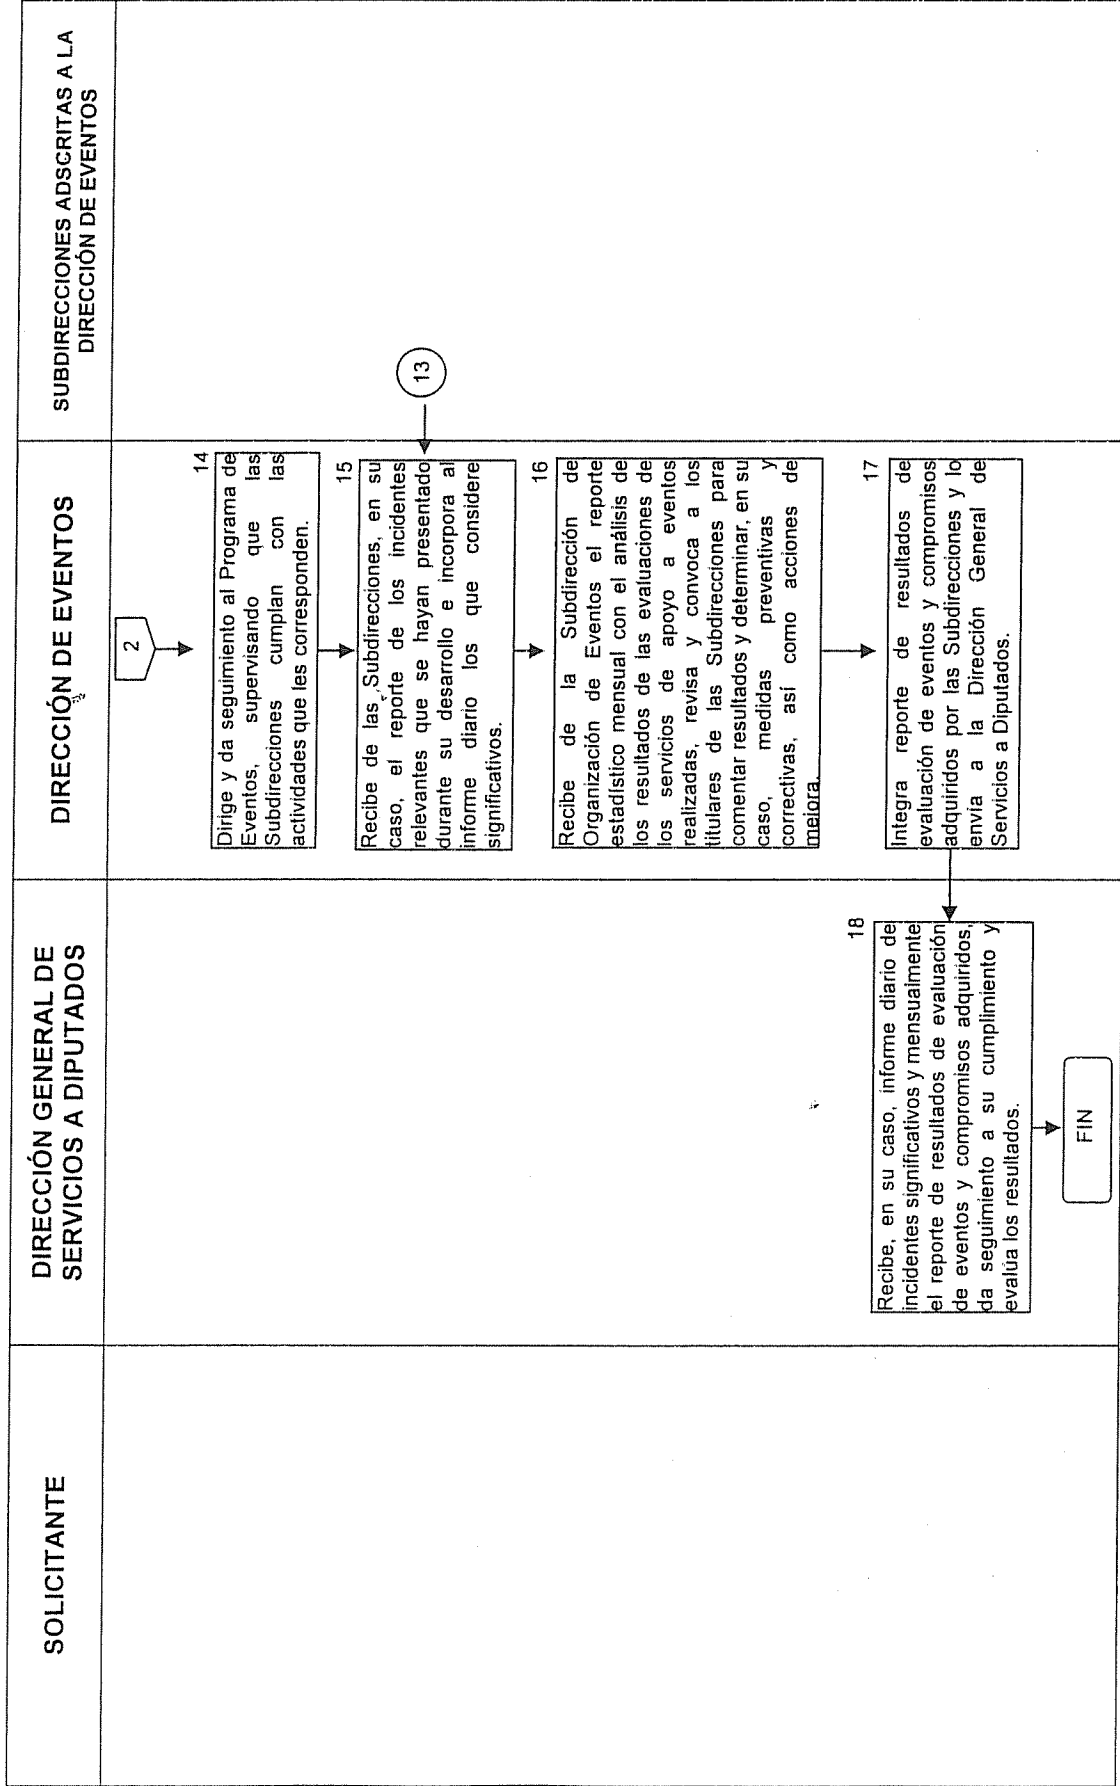 SOLICITANTE
DIRECCIÓN GENERAL DE
SERVICIOS A DIPUTADOS
DIRECCIÓN DE EVENTOS
SUBDIRECCIONES ADSCRITAS A LA
DIRECCIÓN DE EVENTOS
2
14
Dirige y da seguimiento al Programa de
Eventos, supervisando que las
Subdirecciones cumplan con las
actividades que les corresponden.
15
Recibe de las Subdirecciones, en su
caso, el reporte de los incidentes
relevantes que se hayan presentado
durante su desarrollo e incorpora al
informe diario los que considere
significativos.
13
16
Recibe de la Subdirección de
Organización de Eventos el reporte
estadístico mensual con el análisis de
los resultados de las evaluaciones de
los servicios de apoyo a eventos
realizadas, revisa y convoca a los
titulares de las Subdirecciones para
comentar resultados y determinar, en su
caso, medidas preventivas y
correctivas, así como acciones de
mejora.
17
Integra reporte de resultados de
evaluación de eventos y compromisos
adquiridos por las Subdirecciones y lo
envía a la Dirección General de
Servicios a Diputados.
18
Recibe, en su caso, informe diario de
incidentes significativos y mensualmente
el reporte de resultados de evaluación
de eventos y compromisos adquiridos,
da seguimiento a su cumplimiento y
evalúa los resultados.
FIN